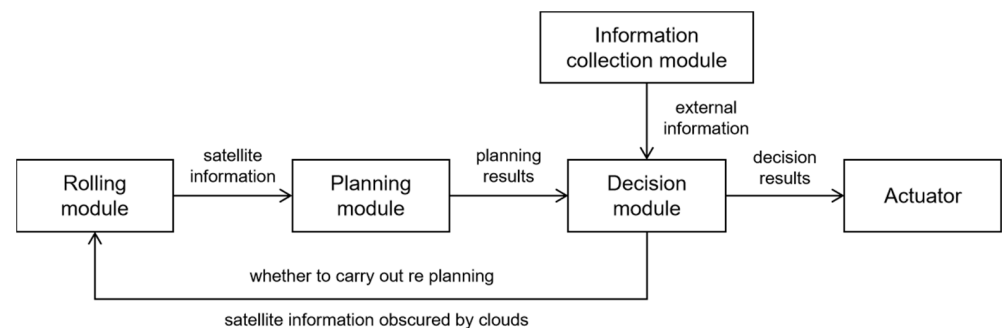 Information
collection module
external
information
satellite
information
planning
results
decision
results
Rolling
module
Planning
module
Decision
module
Actuator
whether to carry out re planning
satellite information obscured by clouds